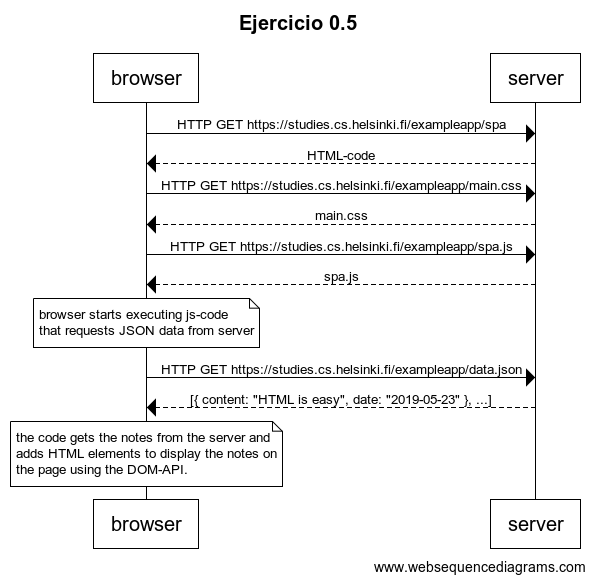 Ejercicio 0.5
browser
server
HTTP GET https://studies.cs.helsinki.fi/exampleapp/spa
HTML-code
HTTP GET https://studies.cs.helsinki.fi/exampleapp/main.css
main.css
HTTP GET https://studies.cs.helsinki.fi/exampleapp/spa.js
spa.js
browser starts executing js-code
that requests JSON data from server
HTTP GET https://studies.cs.helsinki.fi/exampleapp/data.json
[{ content: "HTML is easy", date: "2019-05-23" }, ...]
the code gets the notes from the server and
adds HTML elements to display the notes on
the page using the DOM-API.
browser
server
www.websequencediagrams.com